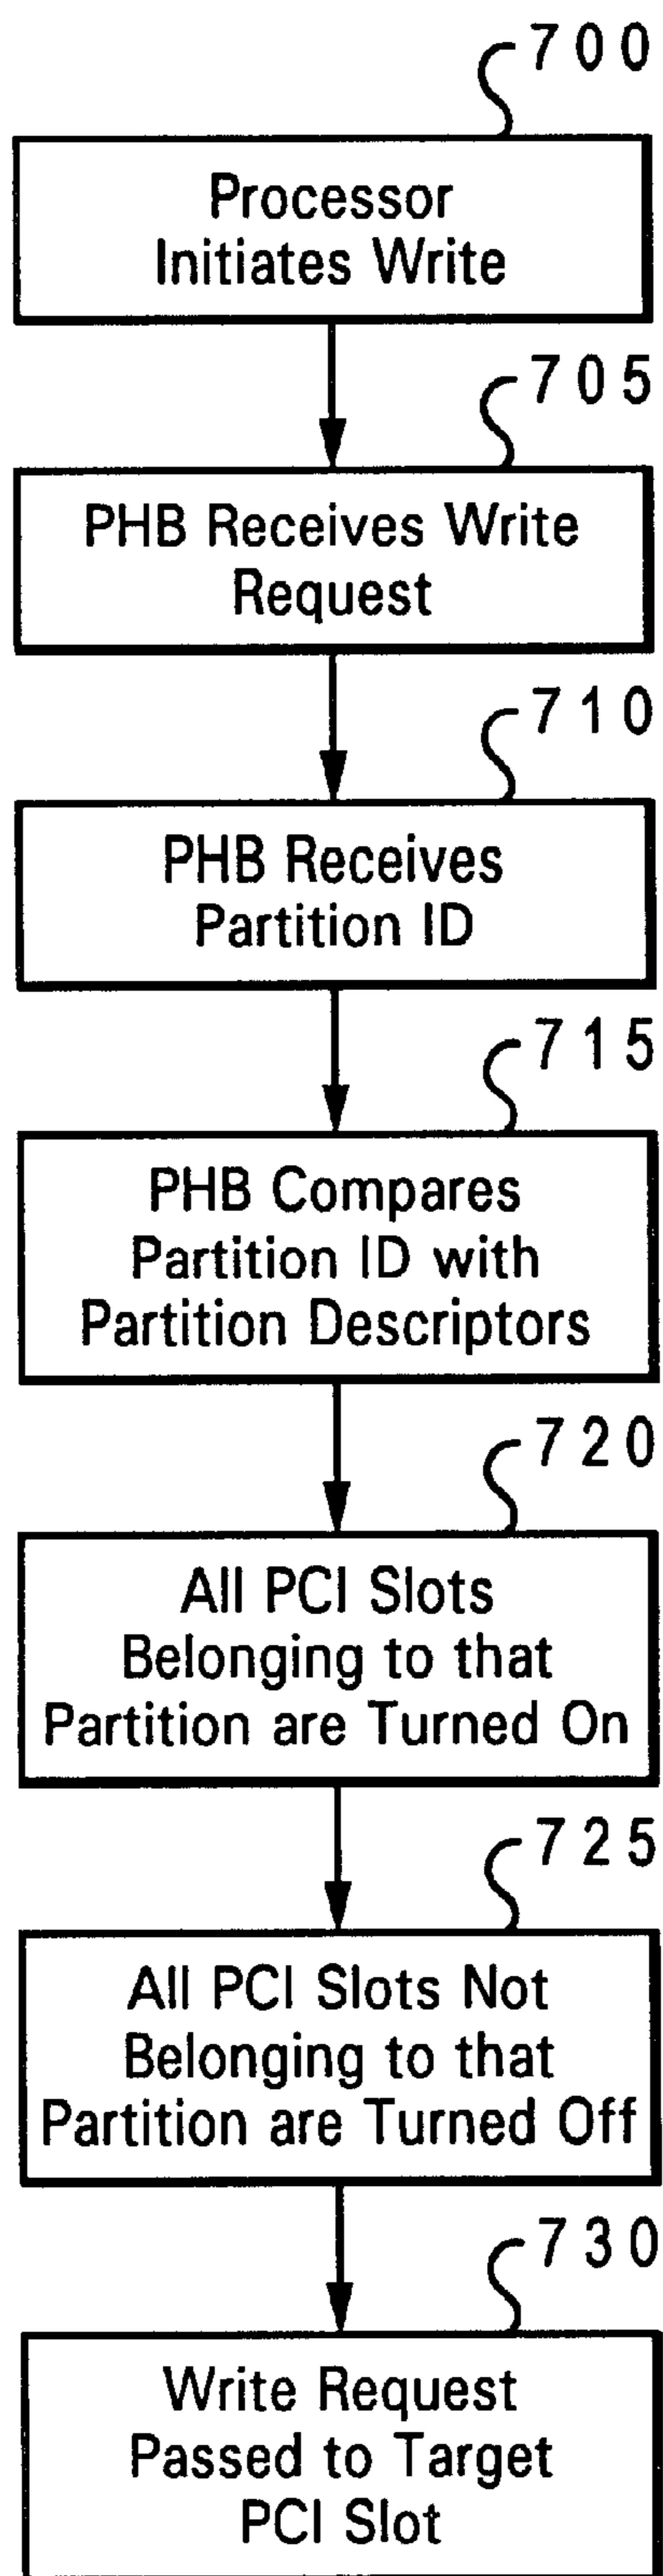 700
Processor
Initiates Write
705
PHB Receives Write
Request
710
PHB Receives
Partition ID
715
PHB Compares
Partition ID with
Partition Descriptors
720
All PCI Slots
Belonging to that
Partition are Turned On
725
All PCI Slots Not
Belonging to that
Partition are Turned Off
730
Write Request
Passed to Target
PCI Slot